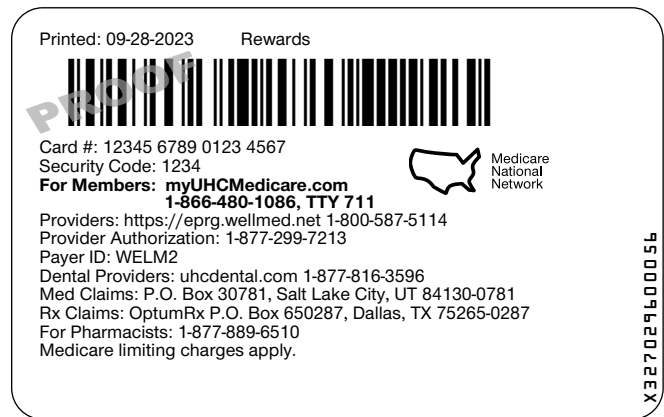 Printed: 09-28-2023 Rewards
PROOF
Card #: 12345 6789 0123 4567
Security Code: 1234
For Members: myUHCMedicare.com
1-866-480-1086, TTY 711
Medicare
National
Network
Providers: https://eprg.wellmed.net 1-800-587-5114
Provider Authorization: 1-877-299-7213
Payer ID: WELM2
Dental Providers: uhcdental.com 1-877-816-3596
Med Claims: P.O. Box 30781, Salt Lake City, UT 84130-0781
Rx Claims: OptumRx P.O. Box 650287, Dallas, TX 75265-0287
For Pharmacists: 1-877-889-6510
Medicare limiting charges apply.
X3270296000056